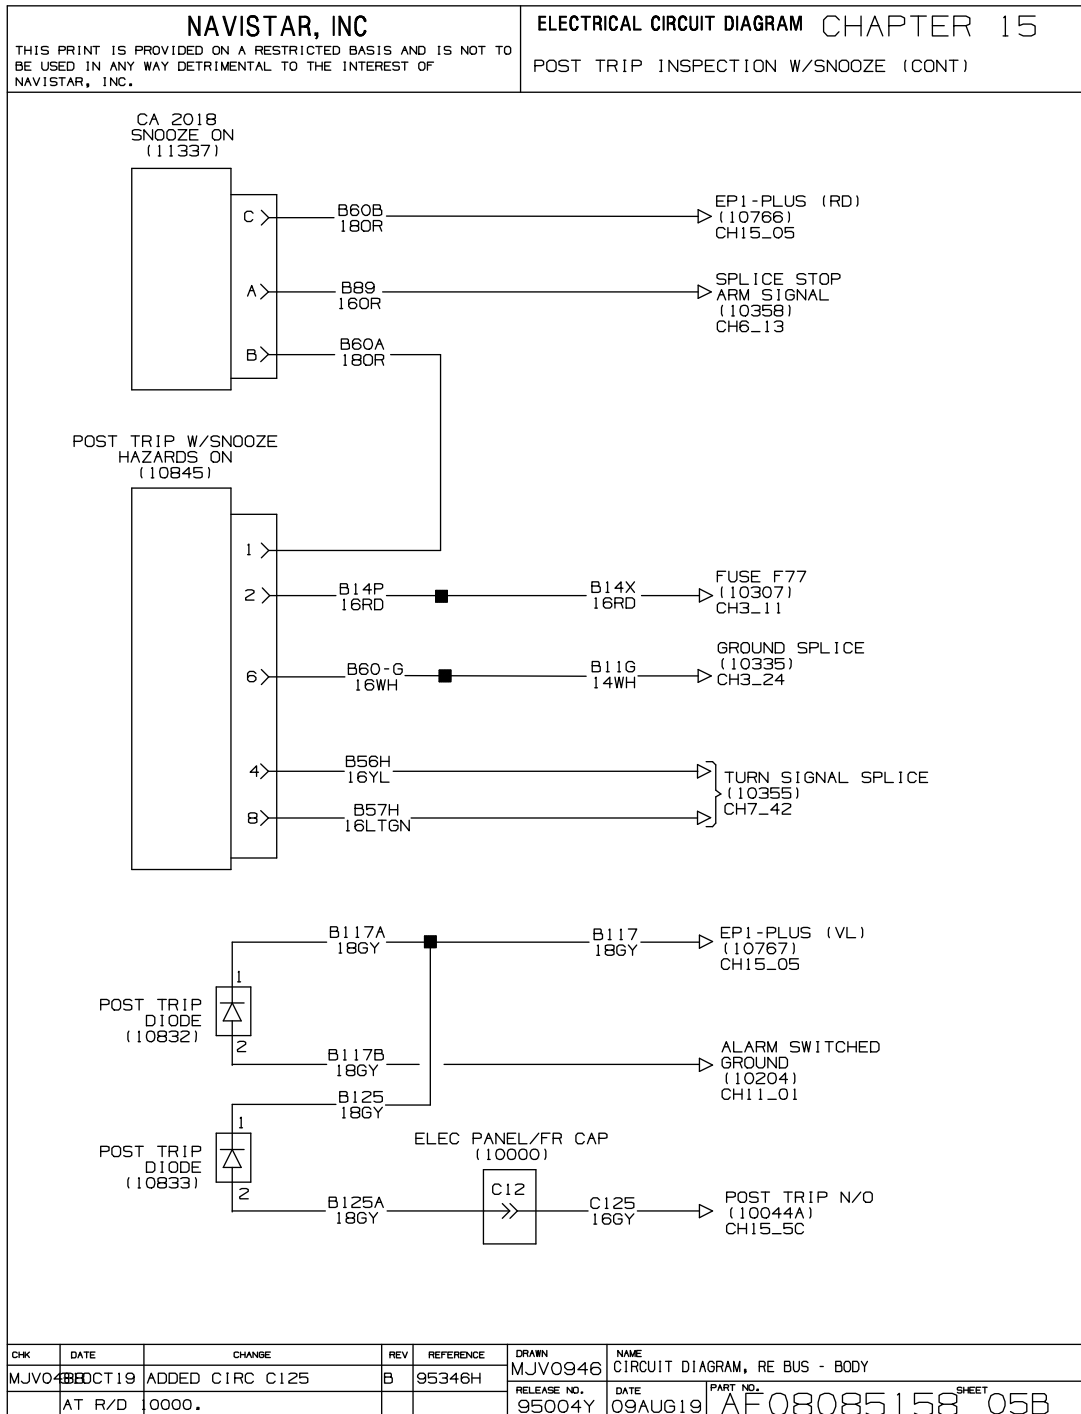 NAVISTAR, INC
THIS PRINT IS PROVIDED ON A RESTRICTED BASIS AND IS NOT TO
BE USED IN ANY WAY DETRIMENTAL TO THE INTEREST OF
NAVISTAR, INC.
ELECTRICAL CIRCUIT DIAGRAM CHAPTER 15
POST TRIP INSPECTION W/SNOOZE (CONT)
CA 2018
SNOOZE ON
(11337)
C
B60B
18OR
EP1-PLUS (RD)
(10766)
CH15_05
A
B89
16OR
SPLICE STOP
ARM SIGNAL
(10358)
CH6_13
B
B60A
18OR
POST TRIP W/SNOOZE
HAZARDS ON
(10845)
1
2
B14P
16RD
B14X
16RD
FUSE F77
(10307)
CH3_11
6
B60-G
16WH
B11G
14WH
GROUND SPLICE
(10335)
CH3_24
4
B56H
16YL
8
B57H
16LTGN
TURN SIGNAL SPLICE
(10355)
CH7_42
B117A
18GY
B117
18GY
EP1-PLUS (VL)
(10767)
CH15_05
1
POST TRIP
DIODE
(10832)
2
B117B
18GY
ALARM SWITCHED
GROUND
(10204)
CH11_01
B125
18GY
1
POST TRIP
DIODE
(10833)
2
ELEC PANEL/FR CAP
(10000)
C12
B125A
18GY
C125
16GY
POST TRIP N/O
(10044A)
CH15_5C
CHK DATE CHANGE REV REFERENCE
OCT19 ADDED CIRC C125 B 95346H
AT R/D 10000.
DRAWN
MJV0946
NAME
CIRCUIT DIAGRAM, RE BUS - BODY
RELEASE NO.
95004Y
DATE
09AUG19
PART NO.
AF08085158
SHEET
05B